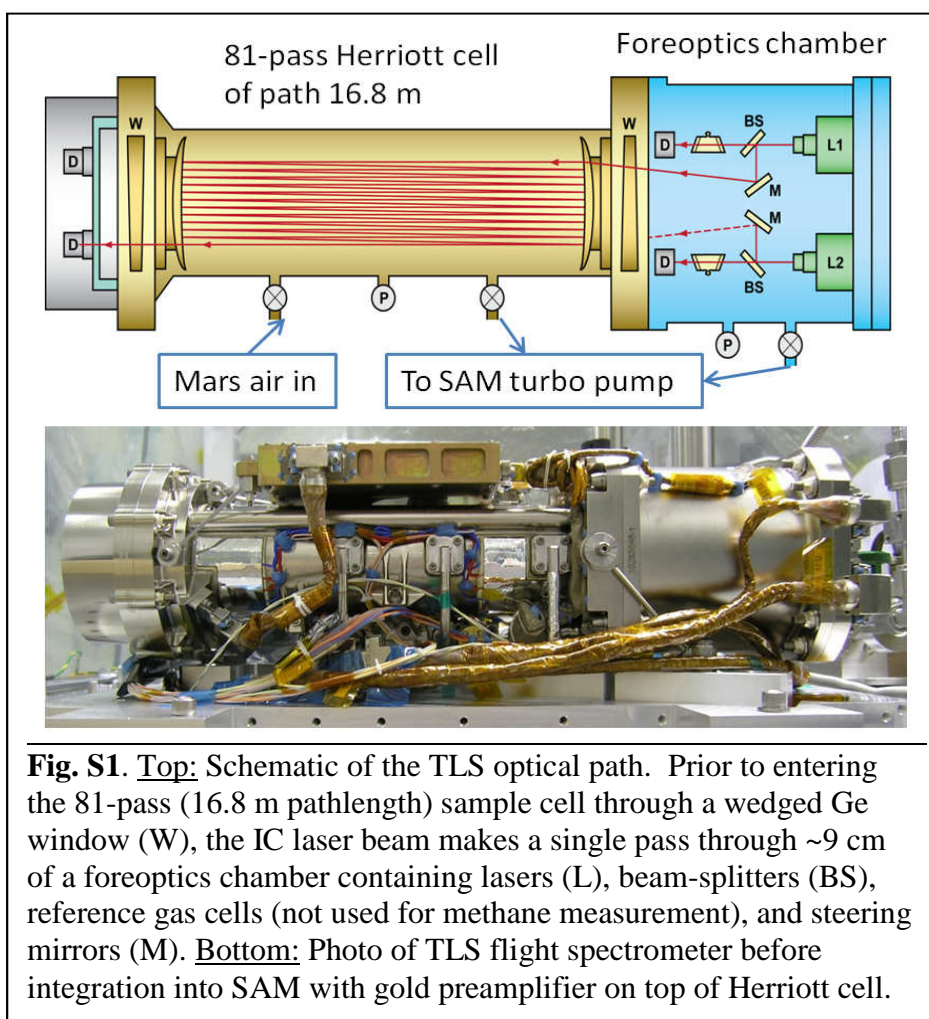 81-pass Herriott cell
of path 16.8 m
Foreoptics chamber
W
W
BS
D
L1
D
M
M
D
D
L2
BS
P
P
Mars air in
To SAM turbo pump
Fig. S1. Top: Schematic of the TLS optical path. Prior to entering
the 81-pass (16.8 m pathlength) sample cell through a wedged Ge
window (W), the IC laser beam makes a single pass through ~9 cm
of a foreoptics chamber containing lasers (L), beam-splitters (BS),
reference gas cells (not used for methane measurement), and steering
mirrors (M). Bottom: Photo of TLS flight spectrometer before
integration into SAM with gold preamplifier on top of Herriott cell.